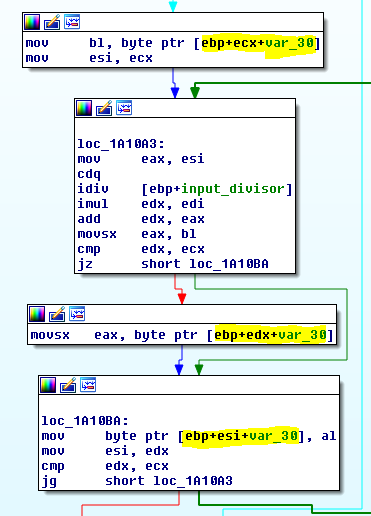 mov bl, byte ptr [ebp+ecx+var_30]
mov esi, ecx
loc_1A10A3:
mov eax, esi
cdq
idiv [ebp+input_divisor]
imul edx, edi
add edx, eax
movsx eax, bl
cmp edx, ecx
jz short loc_1A10BA
movsx eax, byte ptr [ebp+edx+var_30]
loc_1A10BA:
mov byte ptr [ebp+esi+var_30], al
mov esi, edx
cmp edx, ecx
jg short loc_1A10A3